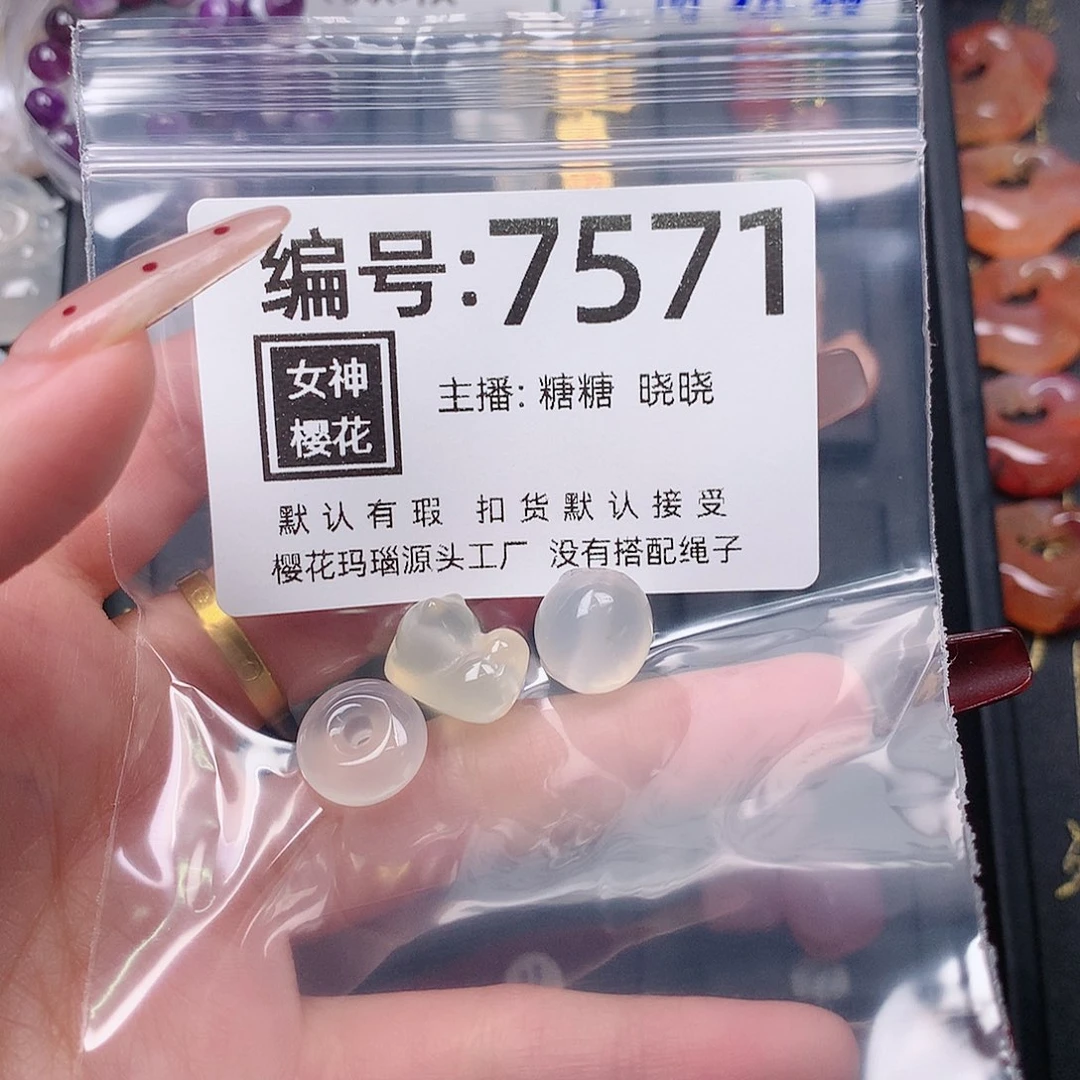 编号:7571
女神
樱花
主播: 糖糖 晓晓
默认有瑕 扣货默认接受
樱花玛瑙源头工厂 没有搭配绳子